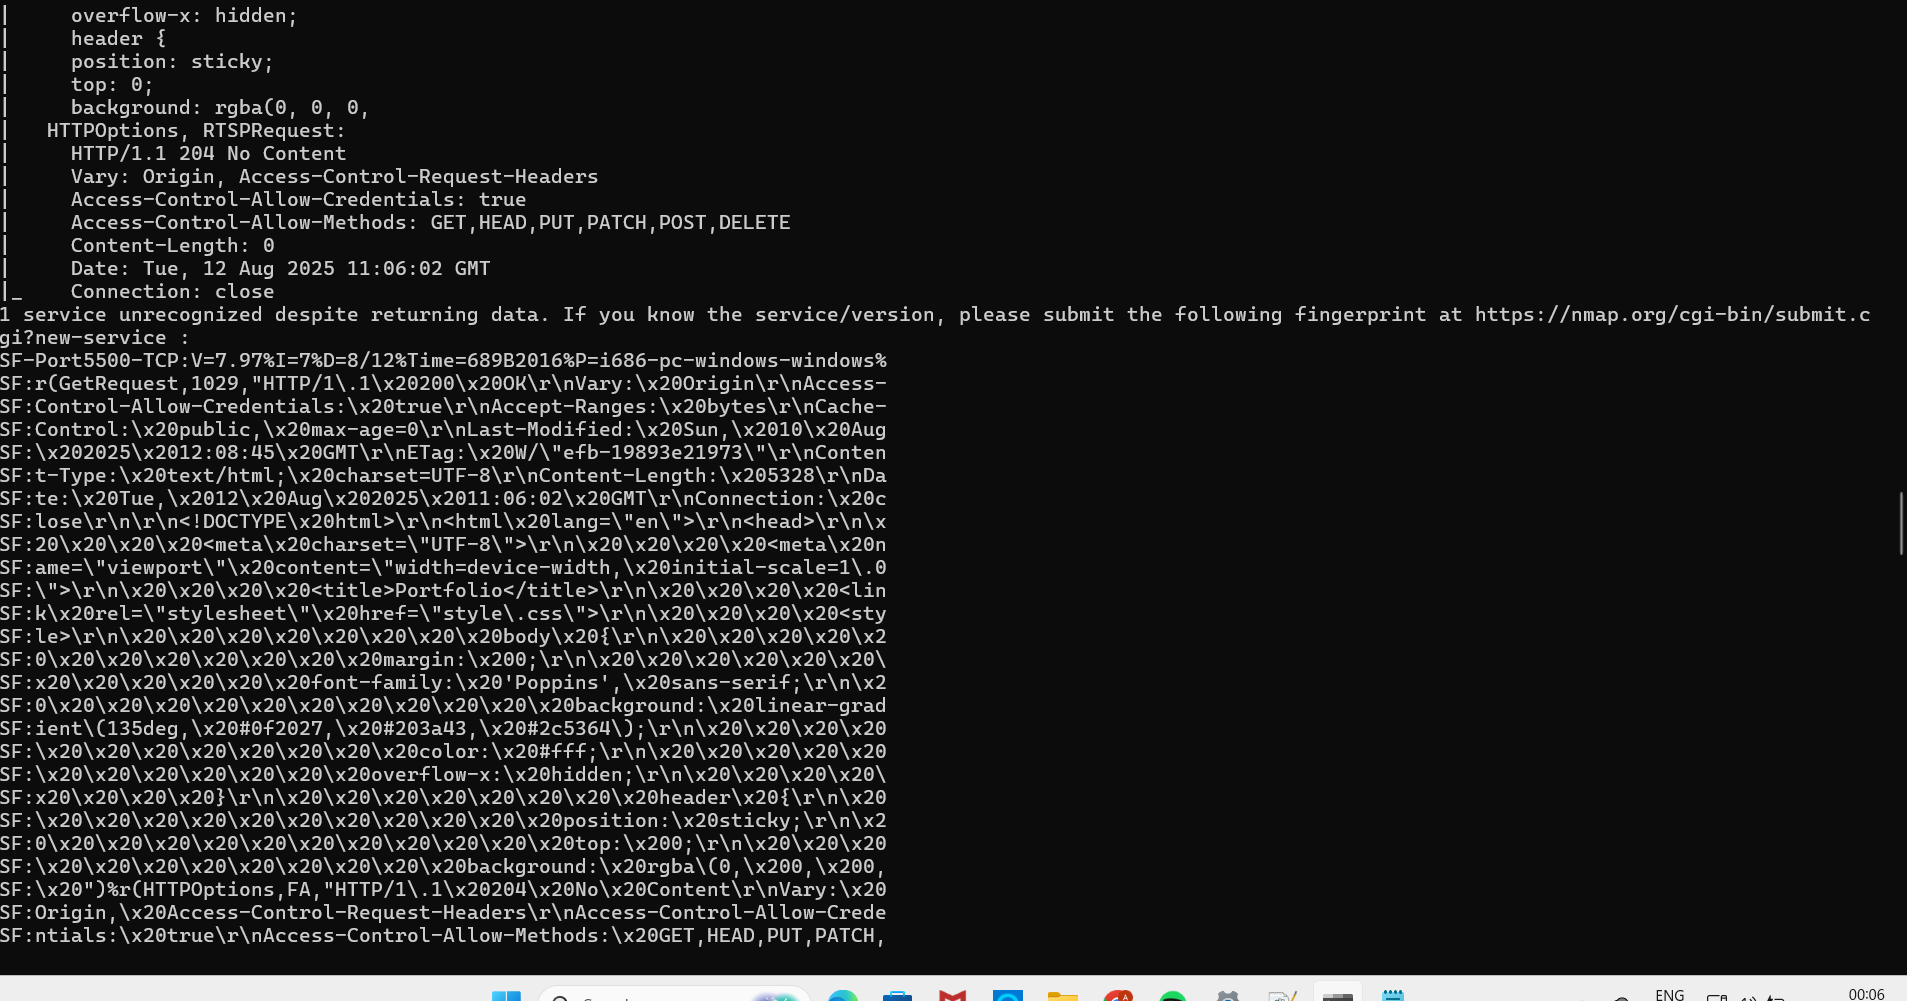 |     overflow-x: hidden;
|     header {
|     position: sticky;
|     top: 0;
|     background: rgba(0, 0, 0,
|   HTTPOptions, RTSPRequest:
|     HTTP/1.1 204 No Content
|     Vary: Origin, Access-Control-Request-Headers
|     Access-Control-Allow-Credentials: true
|     Access-Control-Allow-Methods: GET,HEAD,PUT,PATCH,POST,DELETE
|     Content-Length: 0
|     Date: Tue, 12 Aug 2025 11:06:02 GMT
|_    Connection: close
1 service unrecognized despite returning data. If you know the service/version, please submit the following fingerprint at https://nmap.org/cgi-bin/submit.c
gi?new-service :
SF-Port5500-TCP:V=7.97%I=7%D=8/12%Time=689B2016%P=i686-pc-windows-windows%
SF:r(GetRequest,1029,"HTTP/1\.1\x20200\x20OK\r\nVary:\x20Origin\r\nAccess-
SF:Control-Allow-Credentials:\x20true\r\nAccept-Ranges:\x20bytes\r\nCache-
SF:Control:\x20public,\x20max-age=0\r\nLast-Modified:\x20Sun,\x2010\x20Aug
SF:\x202025\x2012:08:45\x20GMT\r\nETag:\x20W/\"efb-19893e21973\"\r\nConten
SF:t-Type:\x20text/html;\x20charset=UTF-8\r\nContent-Length:\x205328\r\nDa
SF:te:\x20Tue,\x2012\x20Aug\x202025\x2011:06:02\x20GMT\r\nConnection:\x20c
SF:lose\r\n\r\n<!DOCTYPE\x20html>\r\n<html\x20lang=\"en\">\r\n<head>\r\n\x
SF:20\x20\x20\x20<meta\x20charset=\"UTF-8\">\r\n\x20\x20\x20\x20<meta\x20n
SF:ame=\"viewport\"\x20content=\"width=device-width,\x20initial-scale=1\.0
SF:\">\r\n\x20\x20\x20\x20<title>Portfolio</title>\r\n\x20\x20\x20\x20<lin
SF:k\x20rel=\"stylesheet\"\x20href=\"style\.css\">\r\n\x20\x20\x20\x20<sty
SF:le>\r\n\x20\x20\x20\x20\x20\x20\x20\x20body\x20{\r\n\x20\x20\x20\x20\x2
SF:0\x20\x20\x20\x20\x20\x20\x20margin:\x200;\r\n\x20\x20\x20\x20\x20\x20\
SF:x20\x20\x20\x20\x20\x20font-family:\x20'Poppins',\x20sans-serif;\r\n\x2
SF:0\x20\x20\x20\x20\x20\x20\x20\x20\x20\x20\x20background:\x20linear-grad
SF:ient\(135deg,\x20#0f2027,\x20#203a43,\x20#2c5364\);\r\n\x20\x20\x20\x20
SF:\x20\x20\x20\x20\x20\x20\x20\x20color:\x20#fff;\r\n\x20\x20\x20\x20\x20
SF:\x20\x20\x20\x20\x20\x20\x20overflow-x:\x20hidden;\r\n\x20\x20\x20\x20\
SF:x20\x20\x20\x20}\r\n\x20\x20\x20\x20\x20\x20\x20\x20header\x20{\r\n\x20
SF:\x20\x20\x20\x20\x20\x20\x20\x20\x20\x20\x20position:\x20sticky;\r\n\x2
SF:0\x20\x20\x20\x20\x20\x20\x20\x20\x20\x20\x20top:\x200;\r\n\x20\x20\x20
SF:\x20\x20\x20\x20\x20\x20\x20\x20\x20background:\x20rgba\(0,\x200,\x200,
SF:\x20")%r(HTTPOptions,FA,"HTTP/1\.1\x20204\x20No\x20Content\r\nVary:\x20
SF:Origin,\x20Access-Control-Request-Headers\r\nAccess-Control-Allow-Crede
SF:ntials:\x20true\r\nAccess-Control-Allow-Methods:\x20GET,HEAD,PUT,PATCH,
ENG
00:06